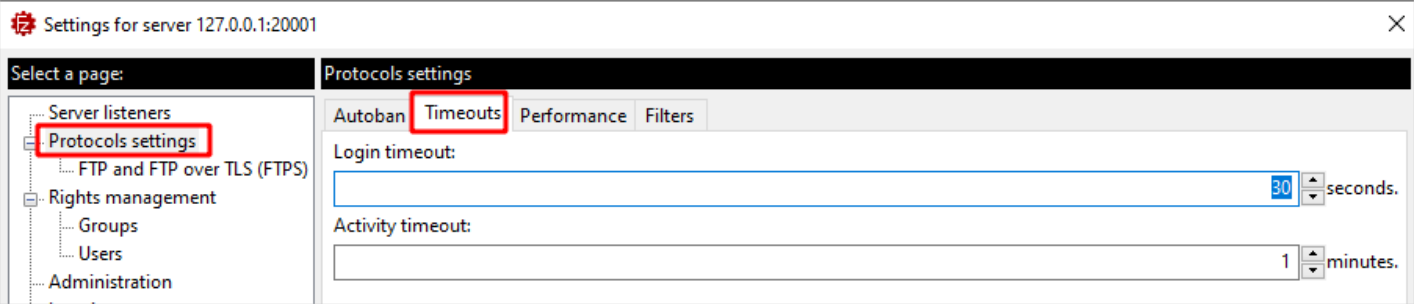 Settings for server 127.0.0.1:20001
Select a page:
Server listeners
Protocols settings
FTP and FTP over TLS (FTPS)
Rights management
Groups
Users
Administration
Protocols settings
Autoban Timeouts Performance Filters
Login timeout:
30 seconds.
Activity timeout:
1 minutes.